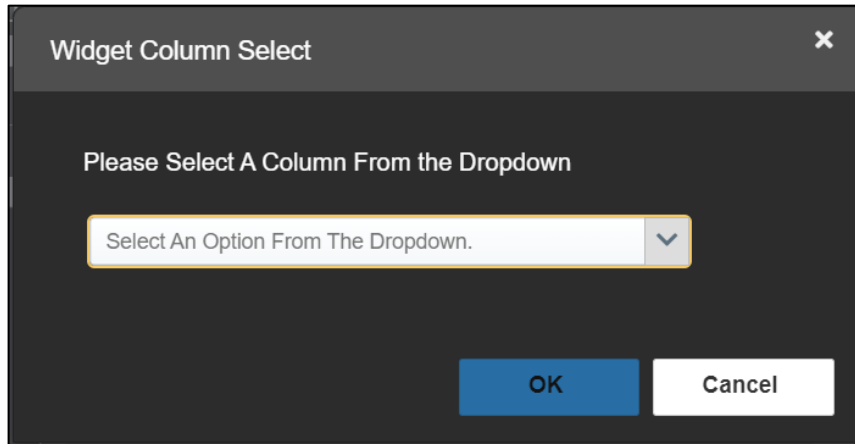 Widget Column Select
Please Select A Column From the Dropdown
Select An Option From The Dropdown.
OK
Cancel